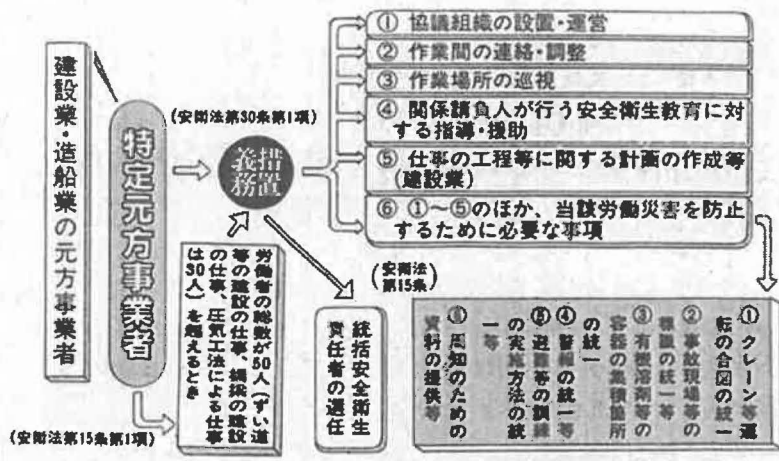 建設業・造船業の元方事業者
特定元方事業者
(安衛法第30条第1項)
措置
義務
① 協議組織の設置・運営
② 作業間の連絡・調整
③ 作業場所の巡視
④ 関係請負人が行う安全衛生教育に対
する指導・援助
⑤ 仕事の工程等に関する計画の作成等
(建設業)
⑥ ①～⑤のほか、当該労働災害を防止
するために必要な事項
(安衛法第15条第1項)
労働者の総数が50人(ずい道
等の建設の仕事、橋梁の建設
の仕事、圧気工法による仕事
は30人)を超えるとき
(安衛法
第15条)
統括安全衛生
責任者の選任
① クレーン等運
転の合図の統一
② 事故現場等の
標識の統一等
③ 有機溶剤等の
容器の集積箇所
の統一
④ 警報の統一等
⑤ 避難等の訓練
の実施方法の統
一等
⑥ 周知のための
資料の提供等